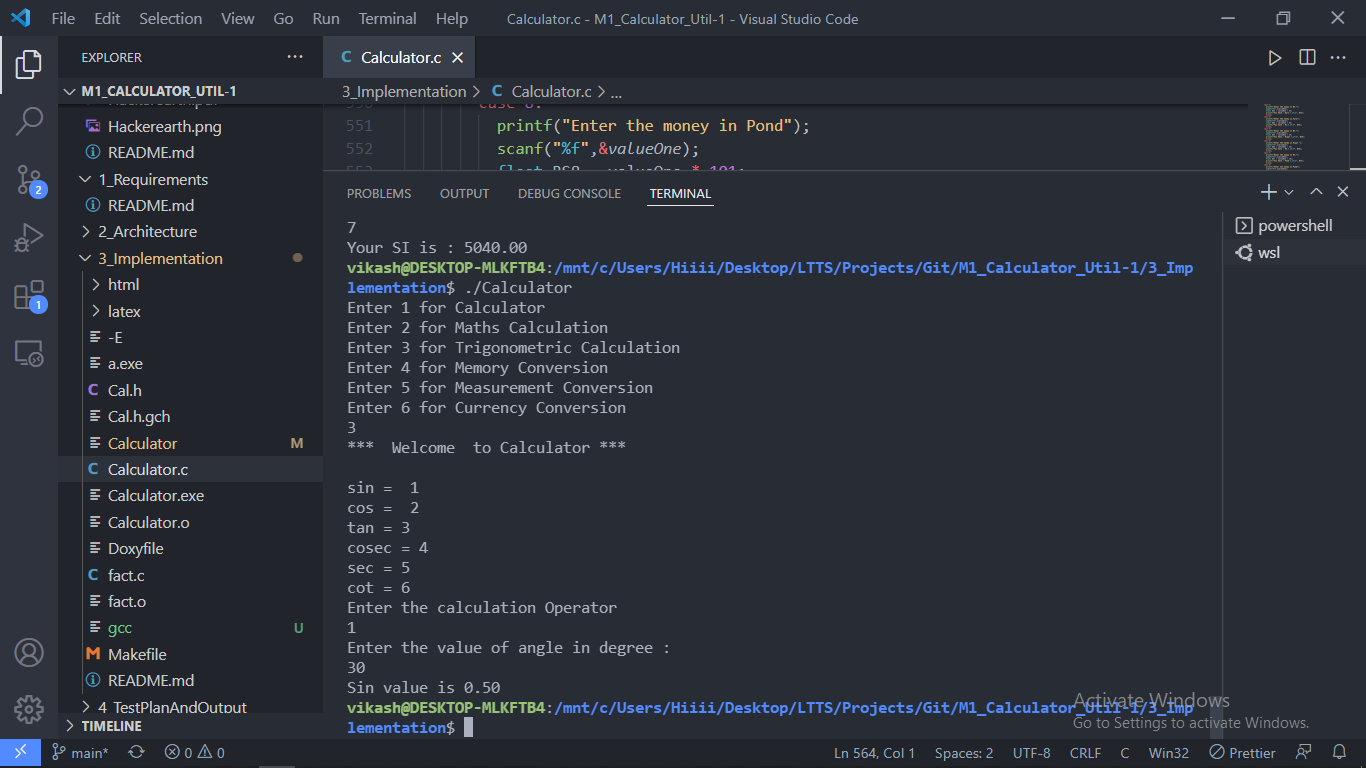 File Edit Selection View Go Run Terminal Help Calculator.c - M1_Calculator_Util-1 - Visual Studio Code
EXPLORER
M1_CALCULATOR_UTIL-1
Hackerearth.png
README.md
1_Requirements
README.md
2_Architecture
3_Implementation
html
latex
-E
a.exe
Cal.h
Cal.h.gch
Calculator M
Calculator.c
Calculator.exe
Calculator.o
Doxyfile
fact.c
fact.o
gcc U
Makefile
README.md
4_TestPlanAndOutput
TIMELINE
2
1
Calculator.c
3_Implementation > Calculator.c > ...
551 printf("Enter the money in Pond");
552 scanf("%f",&valueOne);
PROBLEMS OUTPUT DEBUG CONSOLE TERMINAL
7
Your SI is : 5040.00
vikash@DESKTOP-MLKFTB4:/mnt/c/Users/Hiiii/Desktop/LTTS/Projects/Git/M1_Calculator_Util-1/3_Imp
lementation$ ./Calculator
Enter 1 for Calculator
Enter 2 for Maths Calculation
Enter 3 for Trigonometric Calculation
Enter 4 for Memory Conversion
Enter 5 for Measurement Conversion
Enter 6 for Currency Conversion
3
***  Welcome  to Calculator ***
sin =  1
cos =  2
tan = 3
cosec = 4
sec = 5
cot = 6
Enter the calculation Operator
1
Enter the value of angle in degree :
30
Sin value is 0.50
vikash@DESKTOP-MLKFTB4:/mnt/c/Users/Hiiii/Desktop/LTTS/Projects/Git/M1_Calculator_Util-1/3_Imp
lementation$
powershell
wsl
Activate Windows
Go to Settings to activate Windows.
main* 0 0 Ln 564, Col 1 Spaces: 2 UTF-8 CRLF C Win32 Prettier